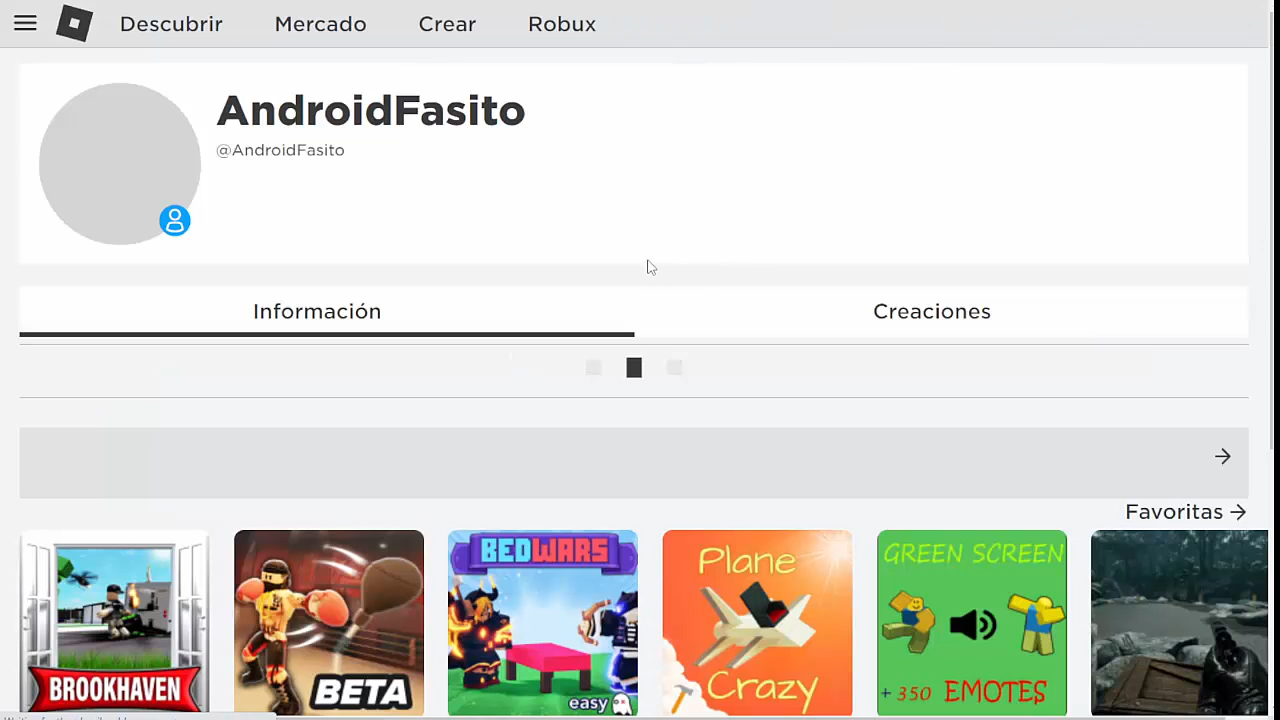 Descubrir Mercado Crear Robux
AndroidFasito
@AndroidFasito
Información Creaciones
Favoritas
BROOKHAVEN
BETA
BEDWARS
easy
Plane
Crazy
GREEN SCREEN
+ 350 EMOTES